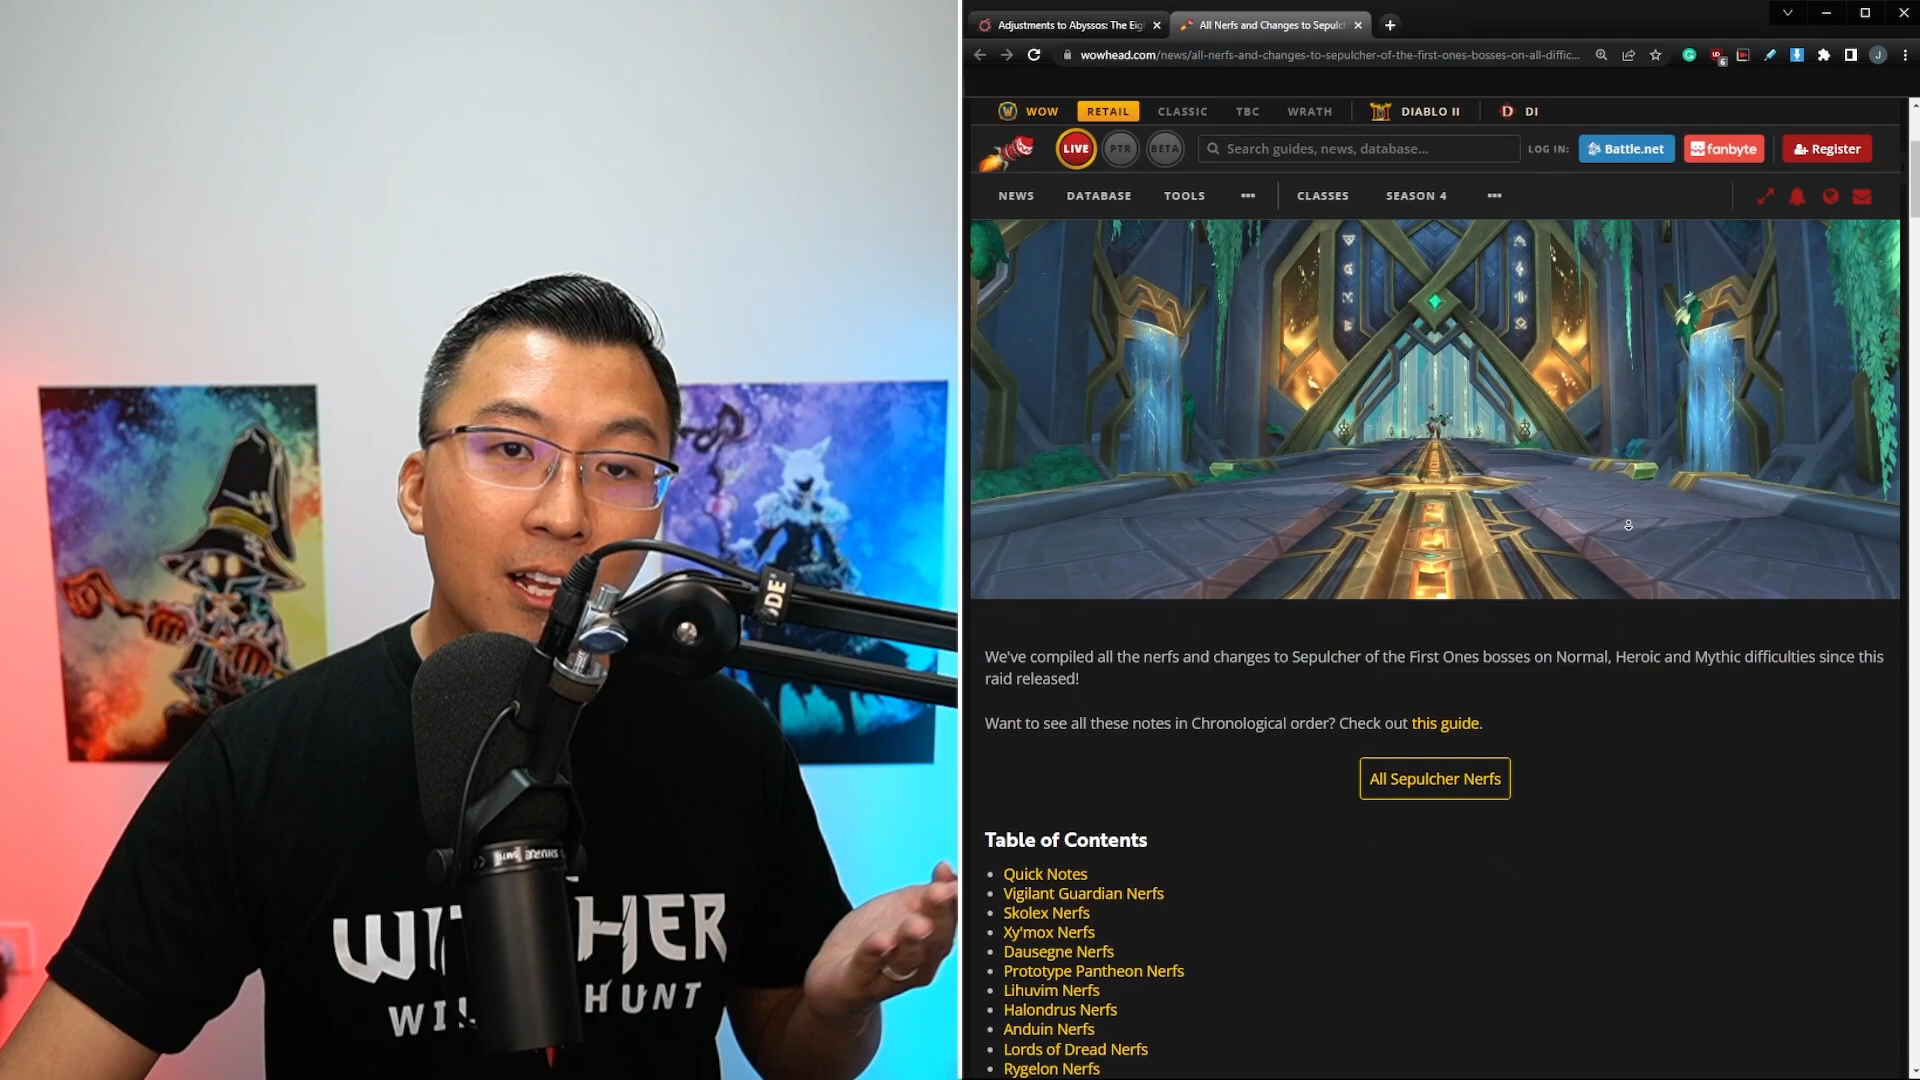 Adjustments to Abyssos: The Eig
All Nerfs and Changes to Sepulc
wowhead.com/news/all-nerfs-and-changes-to-sepulcher-of-the-first-ones-bosses-on-all-diffic...
6
J
WOW
RETAIL
CLASSIC
TBC
WRATH
DIABLO II
DI
LIVE
PTR
BETA
Search guides, news, database...
LOG IN:
Battle.net
fanbyte
Register
NEWS
DATABASE
TOOLS
CLASSES
SEASON 4
We've compiled all the nerfs and changes to Sepulcher of the First Ones bosses on Normal, Heroic and Mythic difficulties since this
raid released!
Want to see all these notes in Chronological order? Check out this guide.
All Sepulcher Nerfs
Table of Contents
Quick Notes
Vigilant Guardian Nerfs
Skolex Nerfs
Xy'mox Nerfs
Dausegne Nerfs
Prototype Pantheon Nerfs
Lihuvim Nerfs
Halondrus Nerfs
Anduin Nerfs
Lords of Dread Nerfs
Rygelon Nerfs
SHURE
HUNT